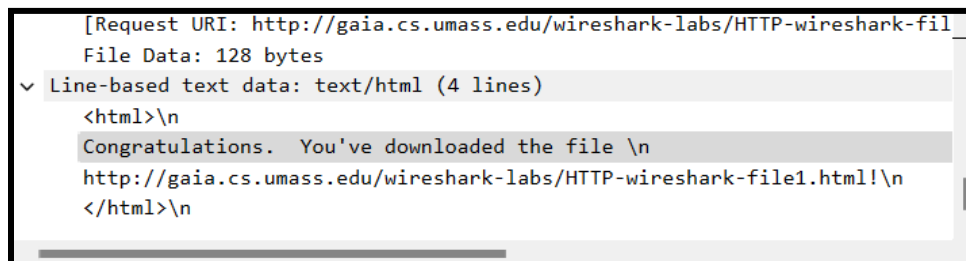 [Request URI: http://gaia.cs.umass.edu/wireshark-labs/HTTP-wireshark-fil
File Data: 128 bytes
Line-based text data: text/html (4 lines)
<html>\n
Congratulations.  You've downloaded the file \n
http://gaia.cs.umass.edu/wireshark-labs/HTTP-wireshark-file1.html!\n
</html>\n